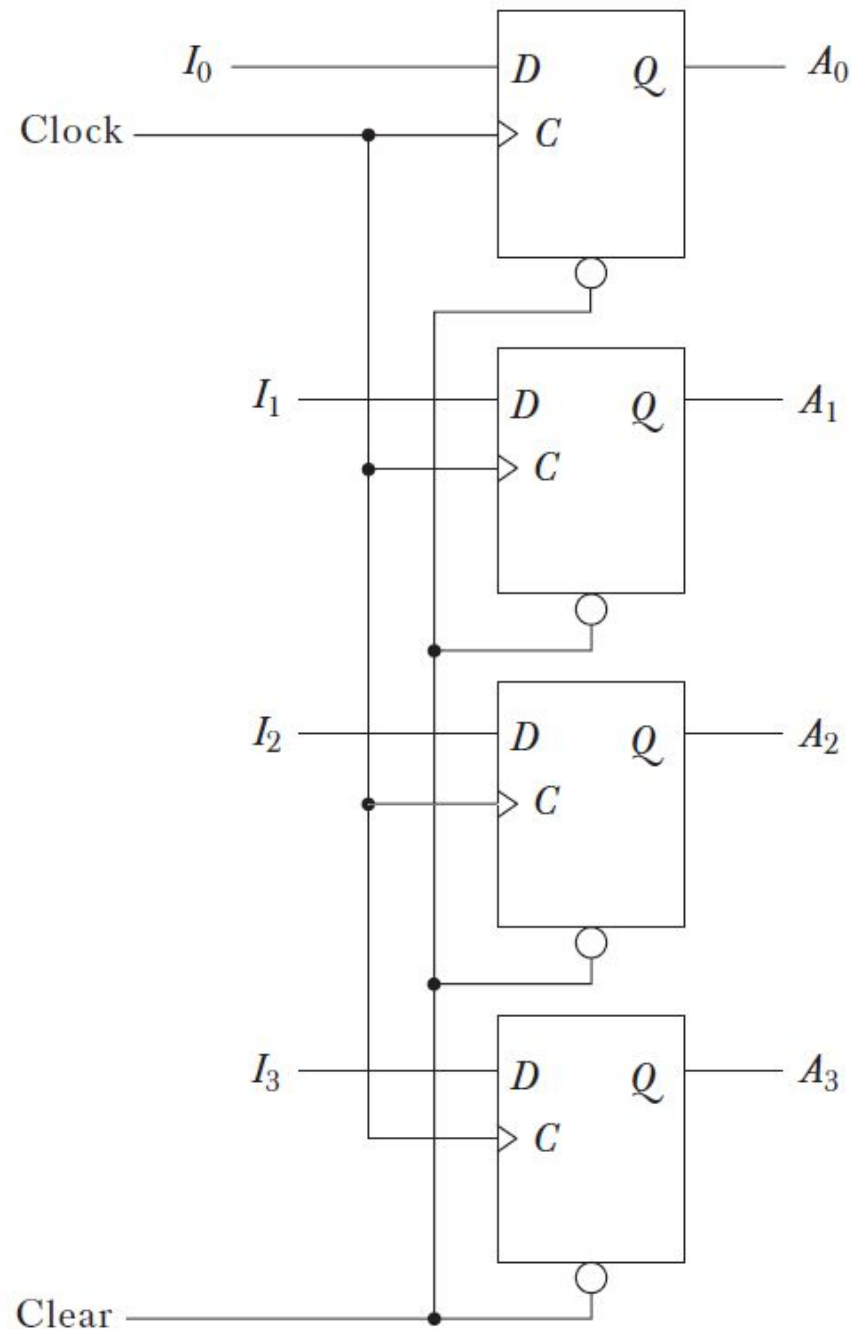 I₀ D Q A₀
Clock C
I₁ D Q A₁
C
I₂ D Q A₂
C
I₃ D Q A₃
C
Clear